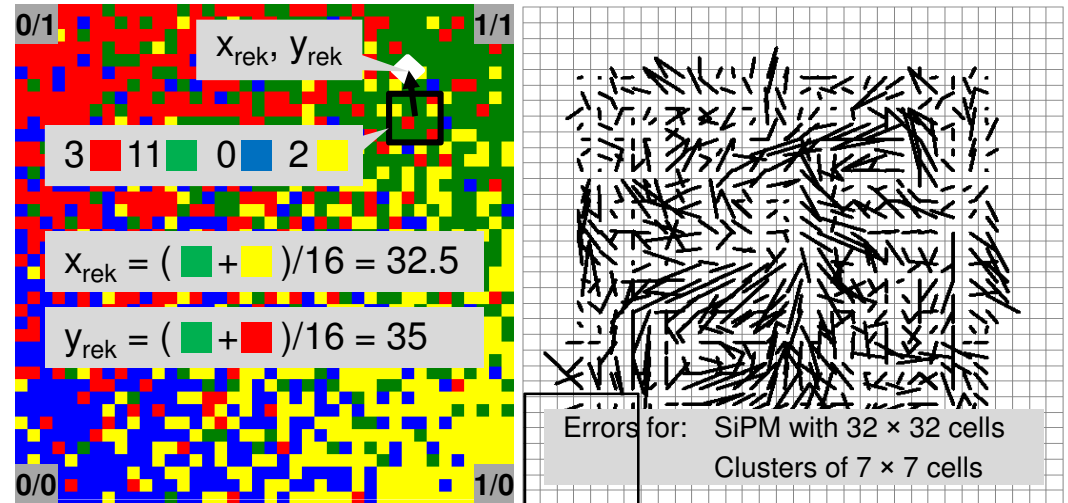 0/1
1/1
x_rek, y_rek
3 11 0 2
x_rek = ( + )/16 = 32.5
y_rek = ( + )/16 = 35
0/0
1/0
Errors for: SiPM with 32 × 32 cells
Clusters of 7 × 7 cells